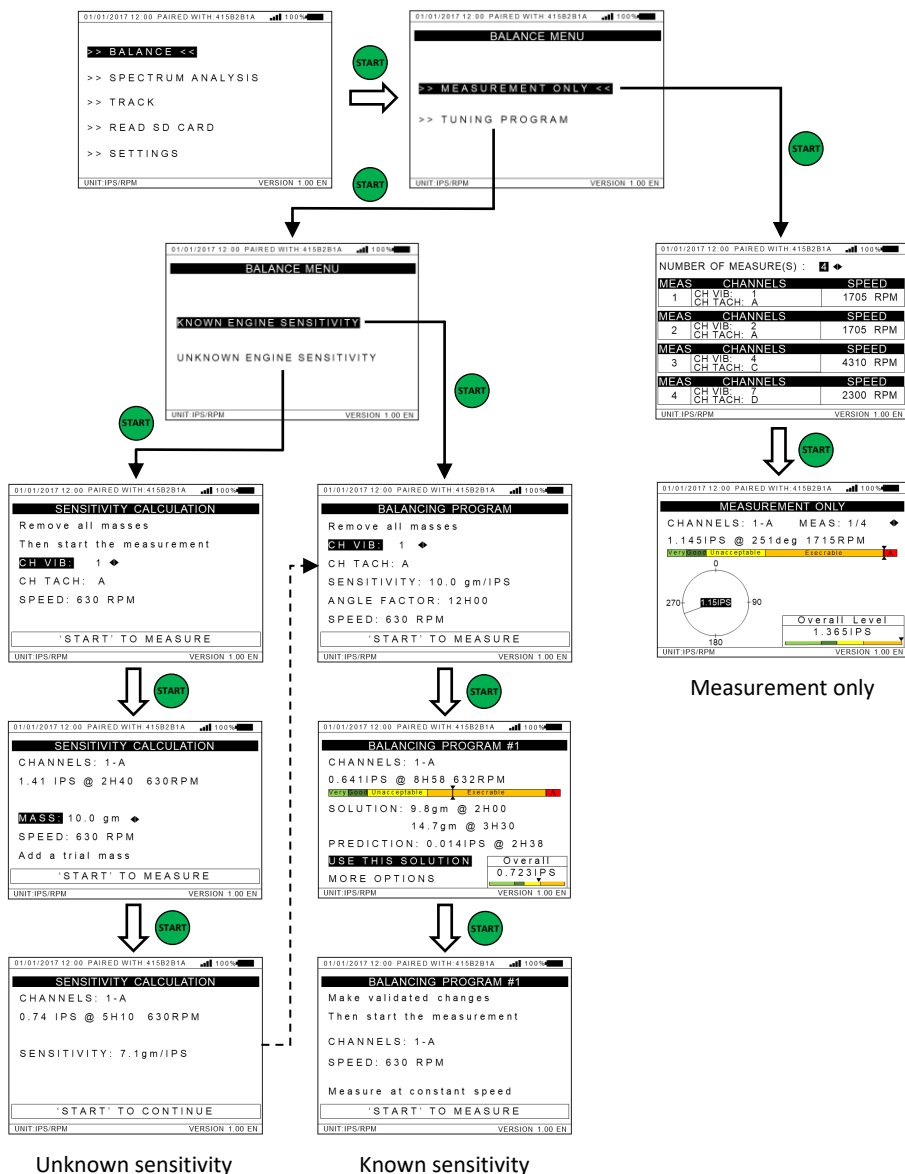 01/01/2017 12:00 PAIRED WITH:415B2B1A 100%
>> BALANCE <<
>> SPECTRUM ANALYSIS
>> TRACK
>> READ SD CARD
>> SETTINGS
UNIT:IPS/RPM VERSION 1.00 EN
START
01/01/2017 12:00 PAIRED WITH:415B2B1A 100%
BALANCE MENU
>> MEASUREMENT ONLY <<
>> TUNING PROGRAM
UNIT:IPS/RPM VERSION 1.00 EN
START
START
01/01/2017 12:00 PAIRED WITH:415B2B1A 100%
BALANCE MENU
KNOWN ENGINE SENSITIVITY
UNKNOWN ENGINE SENSITIVITY
UNIT:IPS/RPM VERSION 1.00 EN
START
START
01/01/2017 12:00 PAIRED WITH:415B2B1A 100%
NUMBER OF MEASURE(S) : 4
MEAS CHANNELS SPEED
1 CH VIB: 1 1705 RPM
CH TACH: A
MEAS CHANNELS SPEED
2 CH VIB: 2 1705 RPM
CH TACH: A
MEAS CHANNELS SPEED
3 CH VIB: 4 4310 RPM
CH TACH: C
MEAS CHANNELS SPEED
4 CH VIB: 7 2300 RPM
CH TACH: D
UNIT:IPS/RPM VERSION 1.00 EN
START
01/01/2017 12:00 PAIRED WITH:415B2B1A 100%
MEASUREMENT ONLY
CHANNELS: 1-A MEAS: 1/4
1.145IPS @ 251deg 1715RPM
Very Good Unacceptable Execrable A
0
270 1.15IPS 90
180
Overall Level
1.365IPS
UNIT:IPS/RPM VERSION 1.00 EN
Measurement only
01/01/2017 12:00 PAIRED WITH:415B2B1A 100%
SENSITIVITY CALCULATION
Remove all masses
Then start the measurement
CH VIB: 1
CH TACH: A
SPEED: 630 RPM
'START' TO MEASURE
UNIT:IPS/RPM VERSION 1.00 EN
START
01/01/2017 12:00 PAIRED WITH:415B2B1A 100%
SENSITIVITY CALCULATION
CHANNELS: 1-A
1.41 IPS @ 2H40 630RPM
MASS: 10.0 gm
SPEED: 630 RPM
Add a trial mass
'START' TO MEASURE
UNIT:IPS/RPM VERSION 1.00 EN
START
01/01/2017 12:00 PAIRED WITH:415B2B1A 100%
SENSITIVITY CALCULATION
CHANNELS: 1-A
0.74 IPS @ 5H10 630RPM
SENSITIVITY: 7.1gm/IPS
'START' TO CONTINUE
UNIT:IPS/RPM VERSION 1.00 EN
Unknown sensitivity
01/01/2017 12:00 PAIRED WITH:415B2B1A 100%
BALANCING PROGRAM
Remove all masses
CH VIB: 1
CH TACH: A
SENSITIVITY: 10.0 gm/IPS
ANGLE FACTOR: 12H00
SPEED: 630 RPM
'START' TO MEASURE
UNIT:IPS/RPM VERSION 1.00 EN
START
01/01/2017 12:00 PAIRED WITH:415B2B1A 100%
BALANCING PROGRAM #1
CHANNELS: 1-A
0.641IPS @ 8H58 632RPM
Very Good Unacceptable Execrable A
SOLUTION: 9.8gm @ 2H00
14.7gm @ 3H30
PREDICTION: 0.014IPS @ 2H38
USE THIS SOLUTION
MORE OPTIONS
Overall
0.723IPS
UNIT:IPS/RPM VERSION 1.00 EN
START
01/01/2017 12:00 PAIRED WITH:415B2B1A 100%
BALANCING PROGRAM #1
Make validated changes
Then start the measurement
CHANNELS: 1-A
SPEED: 630 RPM
Measure at constant speed
'START' TO MEASURE
UNIT:IPS/RPM VERSION 1.00 EN
Known sensitivity